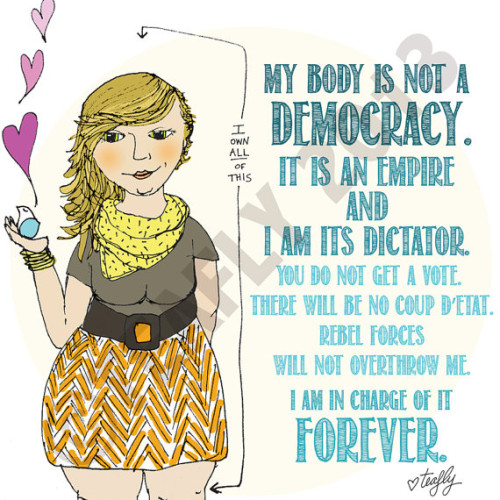 I
OWN
ALL
OF
THIS
MY BODY IS NOT A
DEMOCRACY.
IT IS AN EMPIRE
AND
I AM ITS DICTATOR.
YOU DO NOT GET A VOTE.
THERE WILL BE NO COUP D'ETAT.
REBEL FORCES
WILL NOT OVERTHROW ME.
I AM IN CHARGE OF IT
FOREVER.
teafly
TEAFLY 2013